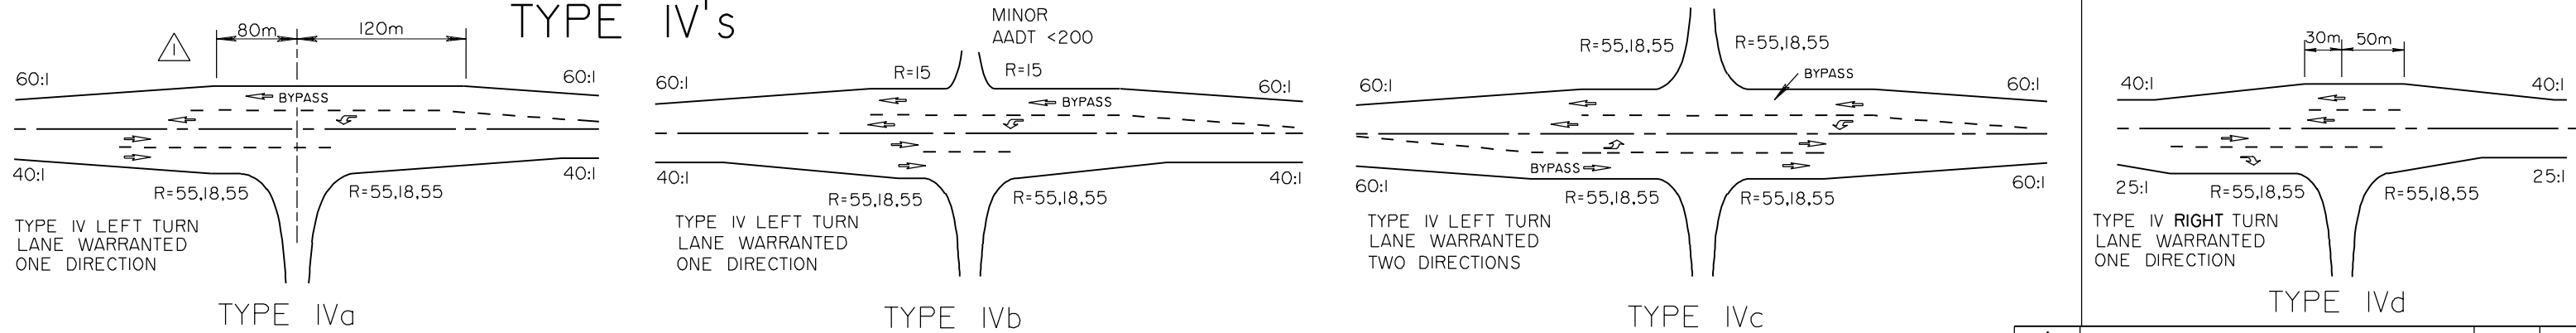 TYPE IV's
80m
120m
1
60:1
60:1
BYPASS
40:1
40:1
R=55,18,55
R=55,18,55
TYPE IV LEFT TURN
LANE WARRANTED
ONE DIRECTION
TYPE IVa
MINOR
AADT <200
60:1
R=15
R=15
60:1
BYPASS
40:1
40:1
R=55,18,55
R=55,18,55
TYPE IV LEFT TURN
LANE WARRANTED
ONE DIRECTION
TYPE IVb
R=55,18,55
R=55,18,55
60:1
BYPASS
60:1
BYPASS
60:1
60:1
R=55,18,55
R=55,18,55
TYPE IV LEFT TURN
LANE WARRANTED
TWO DIRECTIONS
TYPE IVc
30m
50m
40:1
40:1
25:1
25:1
R=55,18,55
R=55,18,55
TYPE IV RIGHT TURN
LANE WARRANTED
ONE DIRECTION
TYPE IVd